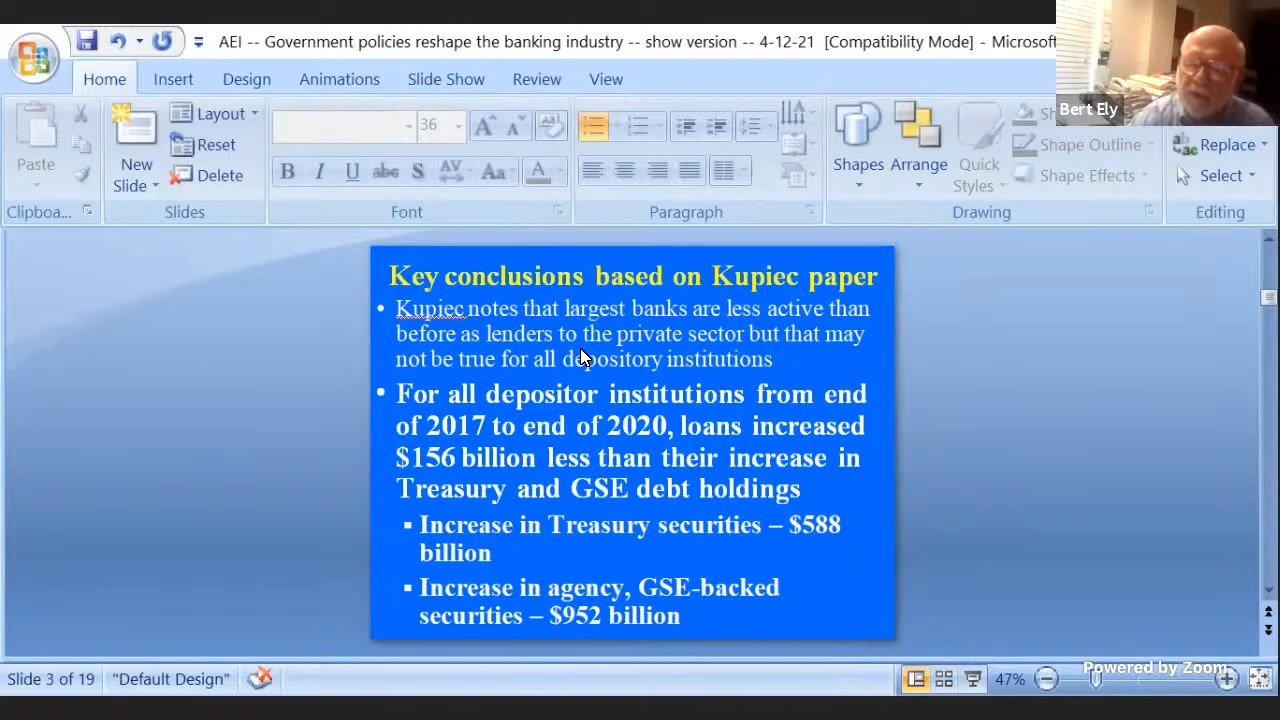 AEI -- Government policies reshape the banking industry -- show version -- 4-12-21 [Compatibility Mode] - Microsoft
Home Insert Design Animations Slide Show Review View
Bert Ely
Paste
New Slide
Layout
Reset
Delete
36
B I U abc S AV Aa A
Shapes
Arrange
Quick Styles
Sh
Shape Outline
Shape Effects
Replace
Select
Clipboa... Slides Font Paragraph Drawing Editing
Key conclusions based on Kupiec paper
• Kupiec notes that largest banks are less active than
before as lenders to the private sector but that may
not be true for all depository institutions
• For all depositor institutions from end
of 2017 to end of 2020, loans increased
$156 billion less than their increase in
Treasury and GSE debt holdings
▪ Increase in Treasury securities – $588
billion
▪ Increase in agency, GSE-backed
securities – $952 billion
Slide 3 of 19 "Default Design" 47%
Powered by Zoom